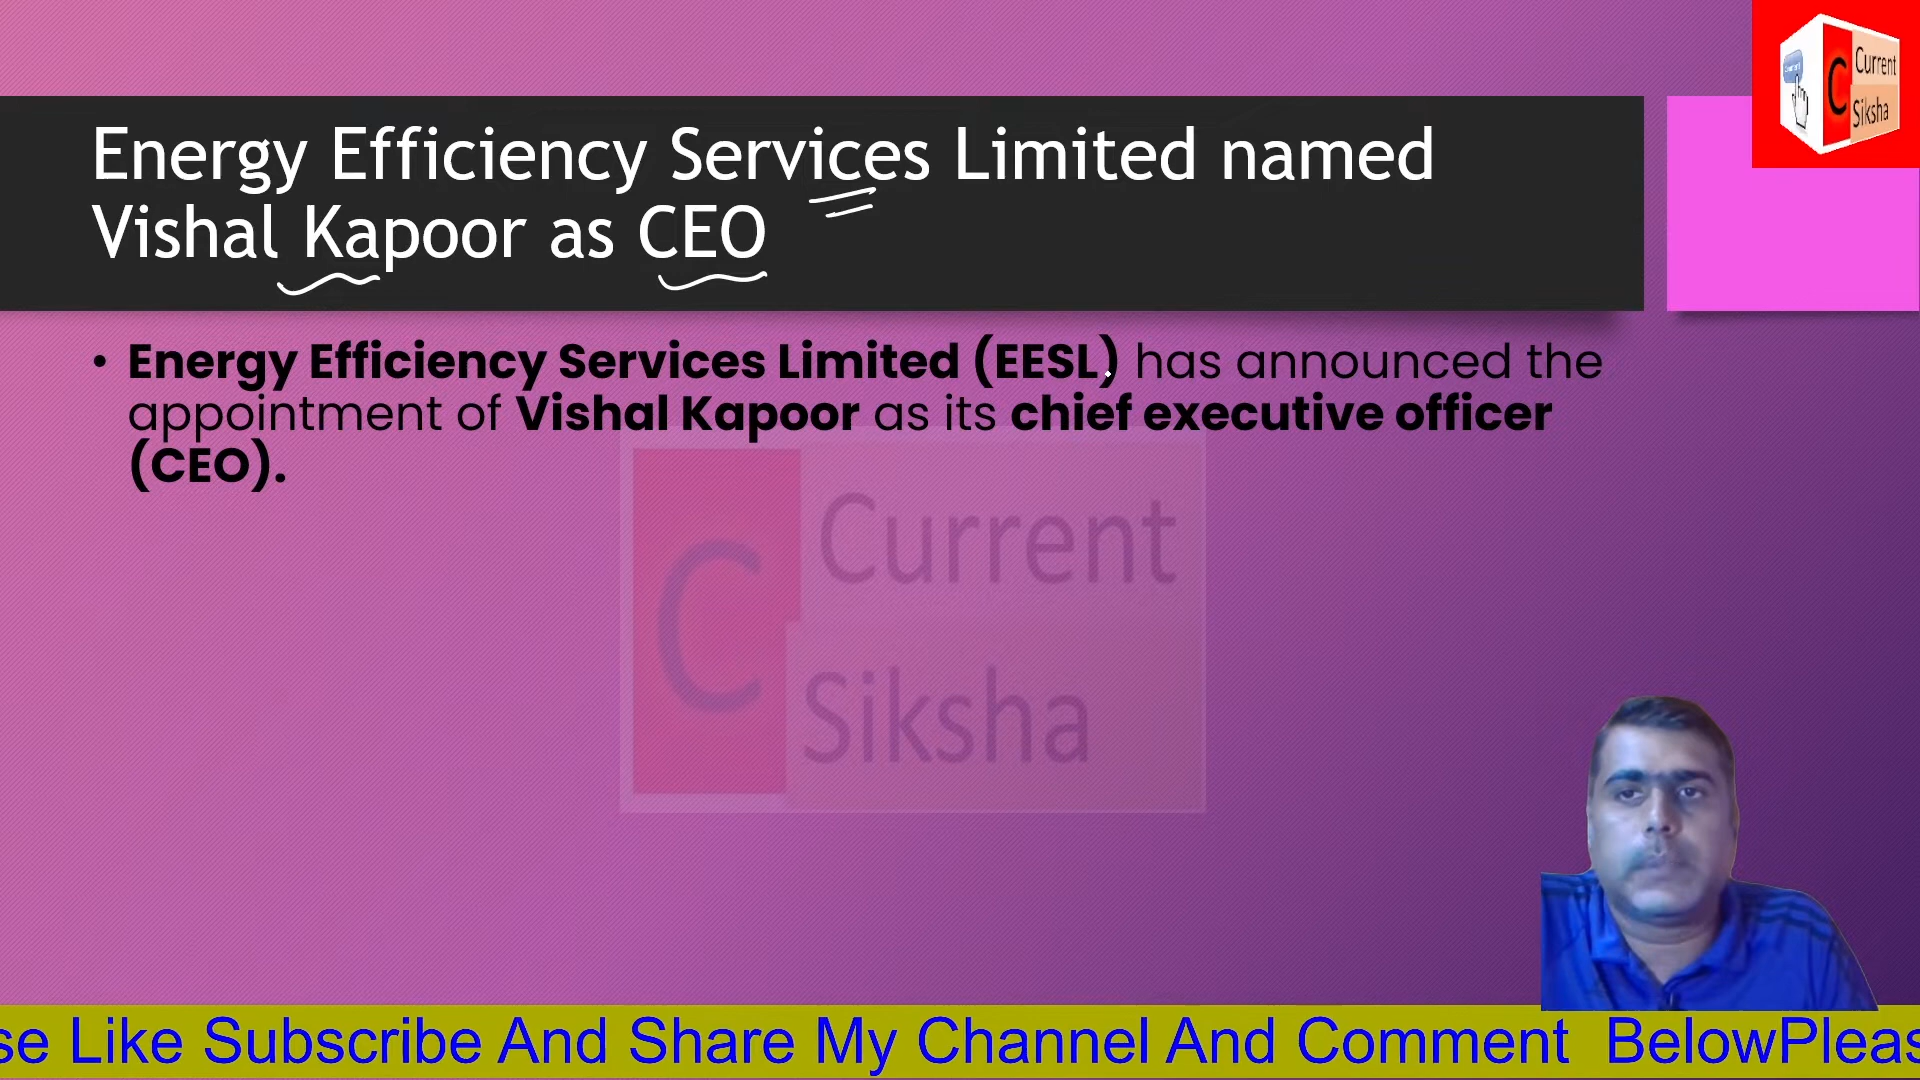 Current
Siksha
C
Energy Efficiency Services Limited named
Vishal Kapoor as CEO
• Energy Efficiency Services Limited (EESL) has announced the
appointment of Vishal Kapoor as its chief executive officer
(CEO).
C
Current
Siksha
se Like Subscribe And Share My Channel And Comment BelowPleas